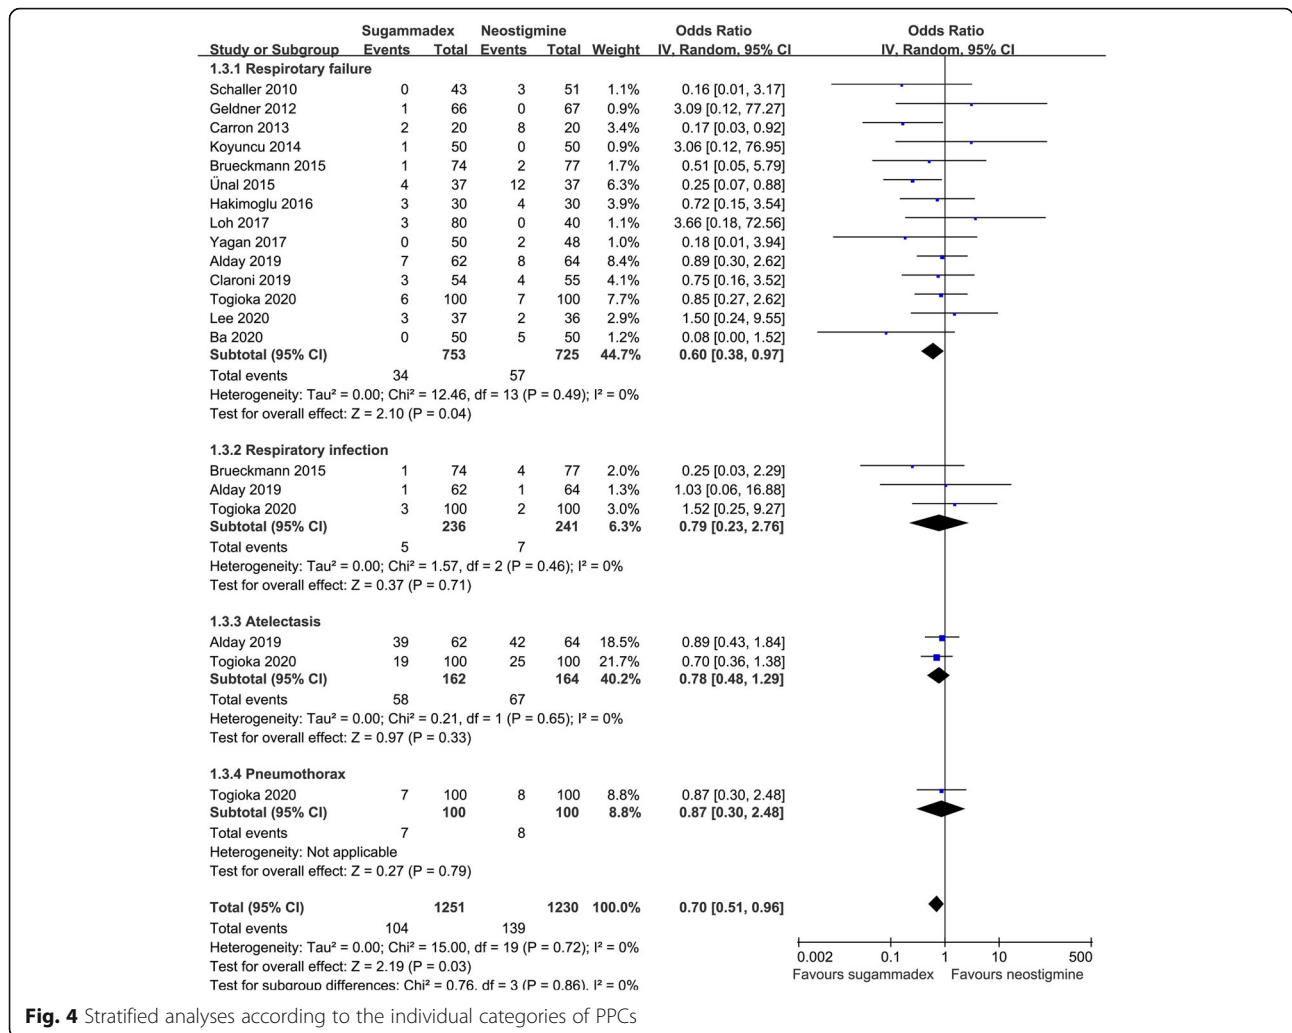 Sugammadex Neostigmine Odds Ratio Odds Ratio
Study or Subgroup Events Total Events Total Weight IV, Random, 95% CI IV, Random, 95% CI
1.3.1 Respirotary failure
Schaller 2010 0 43 3 51 1.1% 0.16 [0.01, 3.17]
Geldner 2012 1 66 0 67 0.9% 3.09 [0.12, 77.27]
Carron 2013 2 20 8 20 3.4% 0.17 [0.03, 0.92]
Koyuncu 2014 1 50 0 50 0.9% 3.06 [0.12, 76.95]
Brueckmann 2015 1 74 2 77 1.7% 0.51 [0.05, 5.79]
Ünal 2015 4 37 12 37 6.3% 0.25 [0.07, 0.88]
Hakimoglu 2016 3 30 4 30 3.9% 0.72 [0.15, 3.54]
Loh 2017 3 80 0 40 1.1% 3.66 [0.18, 72.56]
Yagan 2017 0 50 2 48 1.0% 0.18 [0.01, 3.94]
Alday 2019 7 62 8 64 8.4% 0.89 [0.30, 2.62]
Claroni 2019 3 54 4 55 4.1% 0.75 [0.16, 3.52]
Togioka 2020 6 100 7 100 7.7% 0.85 [0.27, 2.62]
Lee 2020 3 37 2 36 2.9% 1.50 [0.24, 9.55]
Ba 2020 0 50 5 50 1.2% 0.08 [0.00, 1.52]
Subtotal (95% CI) 753 725 44.7% 0.60 [0.38, 0.97]
Total events 34 57
Heterogeneity: Tau² = 0.00; Chi² = 12.46, df = 13 (P = 0.49); I² = 0%
Test for overall effect: Z = 2.10 (P = 0.04)
1.3.2 Respiratory infection
Brueckmann 2015 1 74 4 77 2.0% 0.25 [0.03, 2.29]
Alday 2019 1 62 1 64 1.3% 1.03 [0.06, 16.88]
Togioka 2020 3 100 2 100 3.0% 1.52 [0.25, 9.27]
Subtotal (95% CI) 236 241 6.3% 0.79 [0.23, 2.76]
Total events 5 7
Heterogeneity: Tau² = 0.00; Chi² = 1.57, df = 2 (P = 0.46); I² = 0%
Test for overall effect: Z = 0.37 (P = 0.71)
1.3.3 Atelectasis
Alday 2019 39 62 42 64 18.5% 0.89 [0.43, 1.84]
Togioka 2020 19 100 25 100 21.7% 0.70 [0.36, 1.38]
Subtotal (95% CI) 162 164 40.2% 0.78 [0.48, 1.29]
Total events 58 67
Heterogeneity: Tau² = 0.00; Chi² = 0.21, df = 1 (P = 0.65); I² = 0%
Test for overall effect: Z = 0.97 (P = 0.33)
1.3.4 Pneumothorax
Togioka 2020 7 100 8 100 8.8% 0.87 [0.30, 2.48]
Subtotal (95% CI) 100 100 8.8% 0.87 [0.30, 2.48]
Total events 7 8
Heterogeneity: Not applicable
Test for overall effect: Z = 0.27 (P = 0.79)
Total (95% CI) 1251 1230 100.0% 0.70 [0.51, 0.96]
Total events 104 139
Heterogeneity: Tau² = 0.00; Chi² = 15.00, df = 19 (P = 0.72); I² = 0%
Test for overall effect: Z = 2.19 (P = 0.03)
Test for subgroup differences: Chi² = 0.76, df = 3 (P = 0.86), I² = 0%
0.002 0.1 1 10 500
Favours sugammadex Favours neostigmine
Fig. 4 Stratified analyses according to the individual categories of PPCs